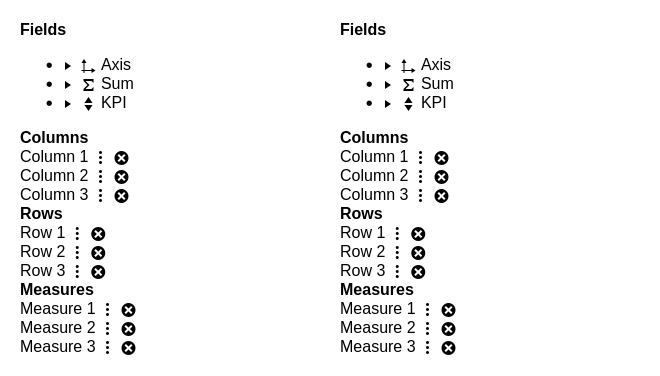 Fields
• Axis
• Sum
• KPI
Columns
Column 1
Column 2
Column 3
Rows
Row 1
Row 2
Row 3
Measures
Measure 1
Measure 2
Measure 3
Fields
• Axis
• Sum
• KPI
Columns
Column 1
Column 2
Column 3
Rows
Row 1
Row 2
Row 3
Measures
Measure 1
Measure 2
Measure 3